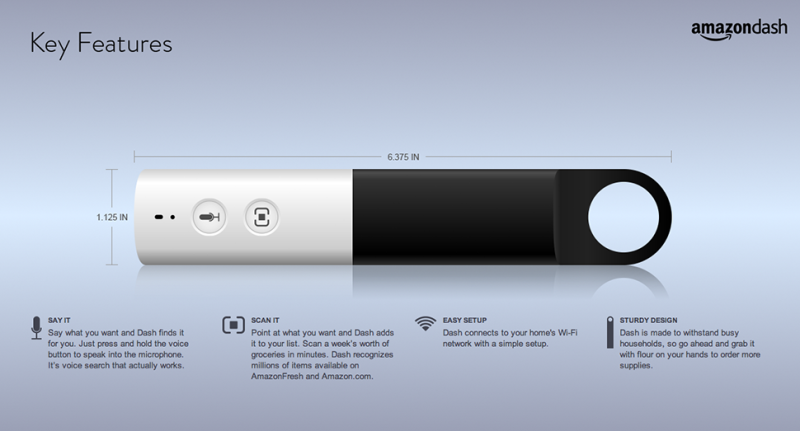 Key Features
amazondash
6.375 IN
1.125 IN
SAY IT
Say what you want and Dash finds it
for you. Just press and hold the voice
button to speak into the microphone.
It's voice search that actually works.
SCAN IT
Point at what you want and Dash adds
it to your list. Scan a week's worth of
groceries in minutes. Dash recognizes
millions of items available on
AmazonFresh and Amazon.com.
EASY SETUP
Dash connects to your home's Wi-Fi
network with a simple setup.
STURDY DESIGN
Dash is made to withstand busy
households, so go ahead and grab it
with flour on your hands to order more
supplies.